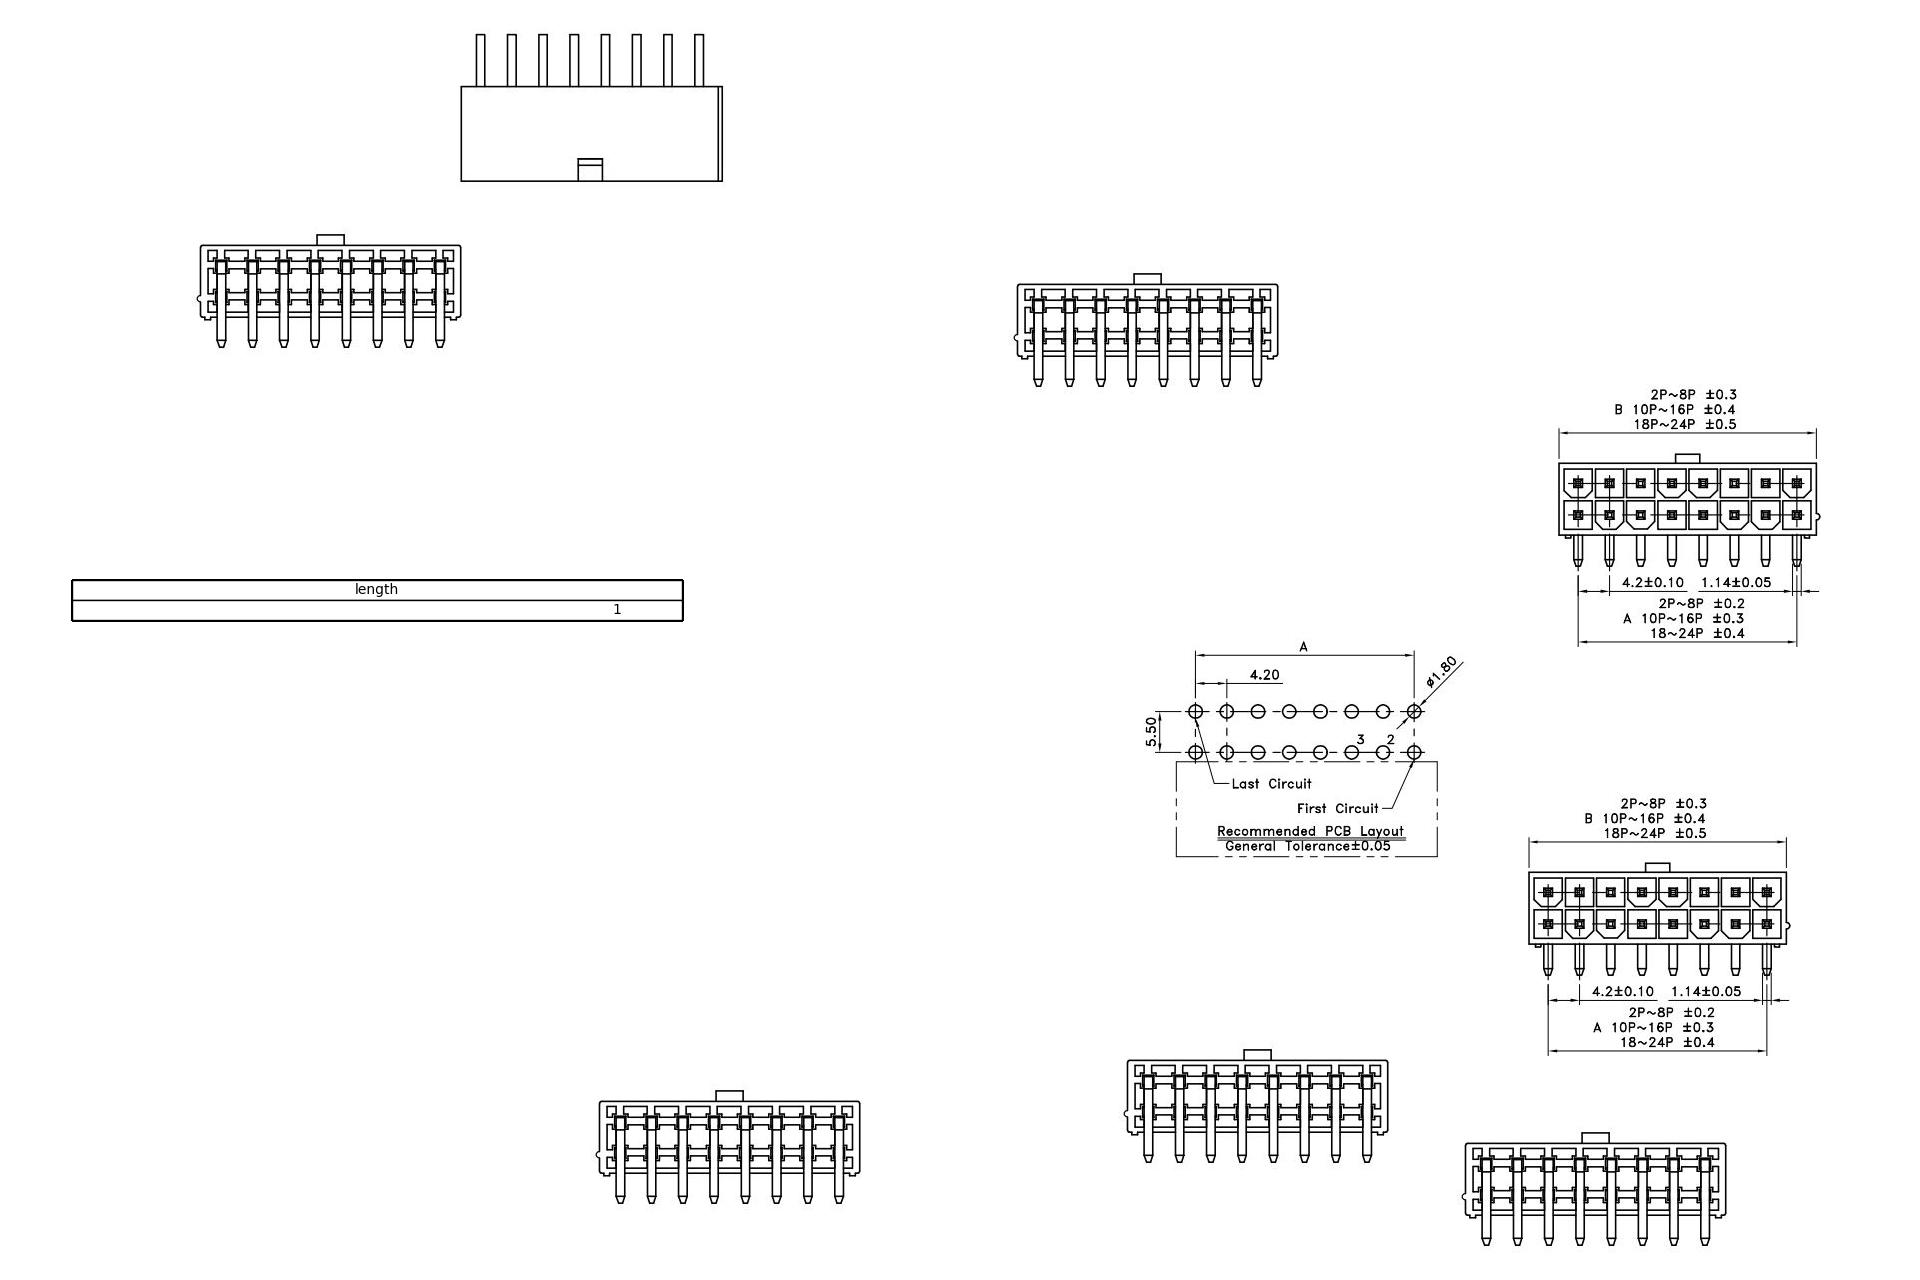 2P~8P ±0.3
B 10P~16P ±0.4
18P~24P ±0.5
4.2±0.10 1.14±0.05
2P~8P ±0.2
A 10P~16P ±0.3
18~24P ±0.4
length
1
A
4.20
ø1.80
5.50
3 2
Last Circuit
First Circuit
Recommended PCB Layout
General Tolerance±0.05
2P~8P ±0.3
B 10P~16P ±0.4
18P~24P ±0.5
4.2±0.10 1.14±0.05
2P~8P ±0.2
A 10P~16P ±0.3
18~24P ±0.4